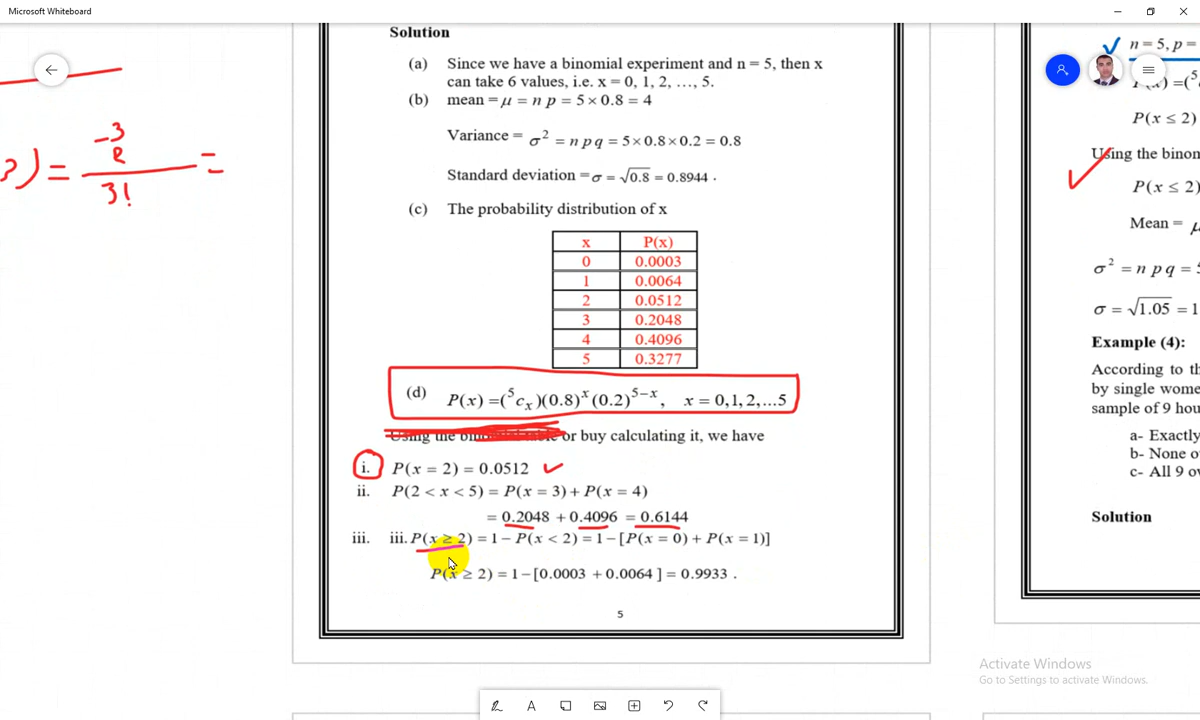 Microsoft Whiteboard
Solution
(a) Since we have a binomial experiment and n = 5, then x
can take 6 values, i.e. x = 0, 1, 2, …, 5.
(b) mean = μ = n p = 5 × 0.8 = 4
Variance = σ² = n p q = 5 × 0.8 × 0.2 = 0.8
Standard deviation = σ = √0.8 = 0.8944 .
(c) The probability distribution of x
x P(x)
0 0.0003
1 0.0064
2 0.0512
3 0.2048
4 0.4096
5 0.3277
(d) P(x) =(⁵cₓ)(0.8)ˣ (0.2)⁵⁻ˣ, x = 0,1,2,...5
or buy calculating it, we have
i. P(x = 2) = 0.0512
ii. P(2 < x < 5) = P(x = 3) + P(x = 4)
= 0.2048 + 0.4096 = 0.6144
iii. iii. P(x ≥ 2) = 1 − P(x < 2) = 1 − [P(x = 0) + P(x = 1)]
P(x ≥ 2) = 1 − [0.0003 + 0.0064 ] = 0.9933 .
5
) = 
3!
=
n = 5, p =
P(x ≤ 2)
Using the binom
P(x ≤ 2)
Mean =
σ² = n p q =
σ = √1.05 = 1
Example (4):
According to th
by single wome
sample of 9 hou
a- Exactly
b- None o
c- All 9 ow
Solution
Activate Windows
Go to Settings to activate Windows.